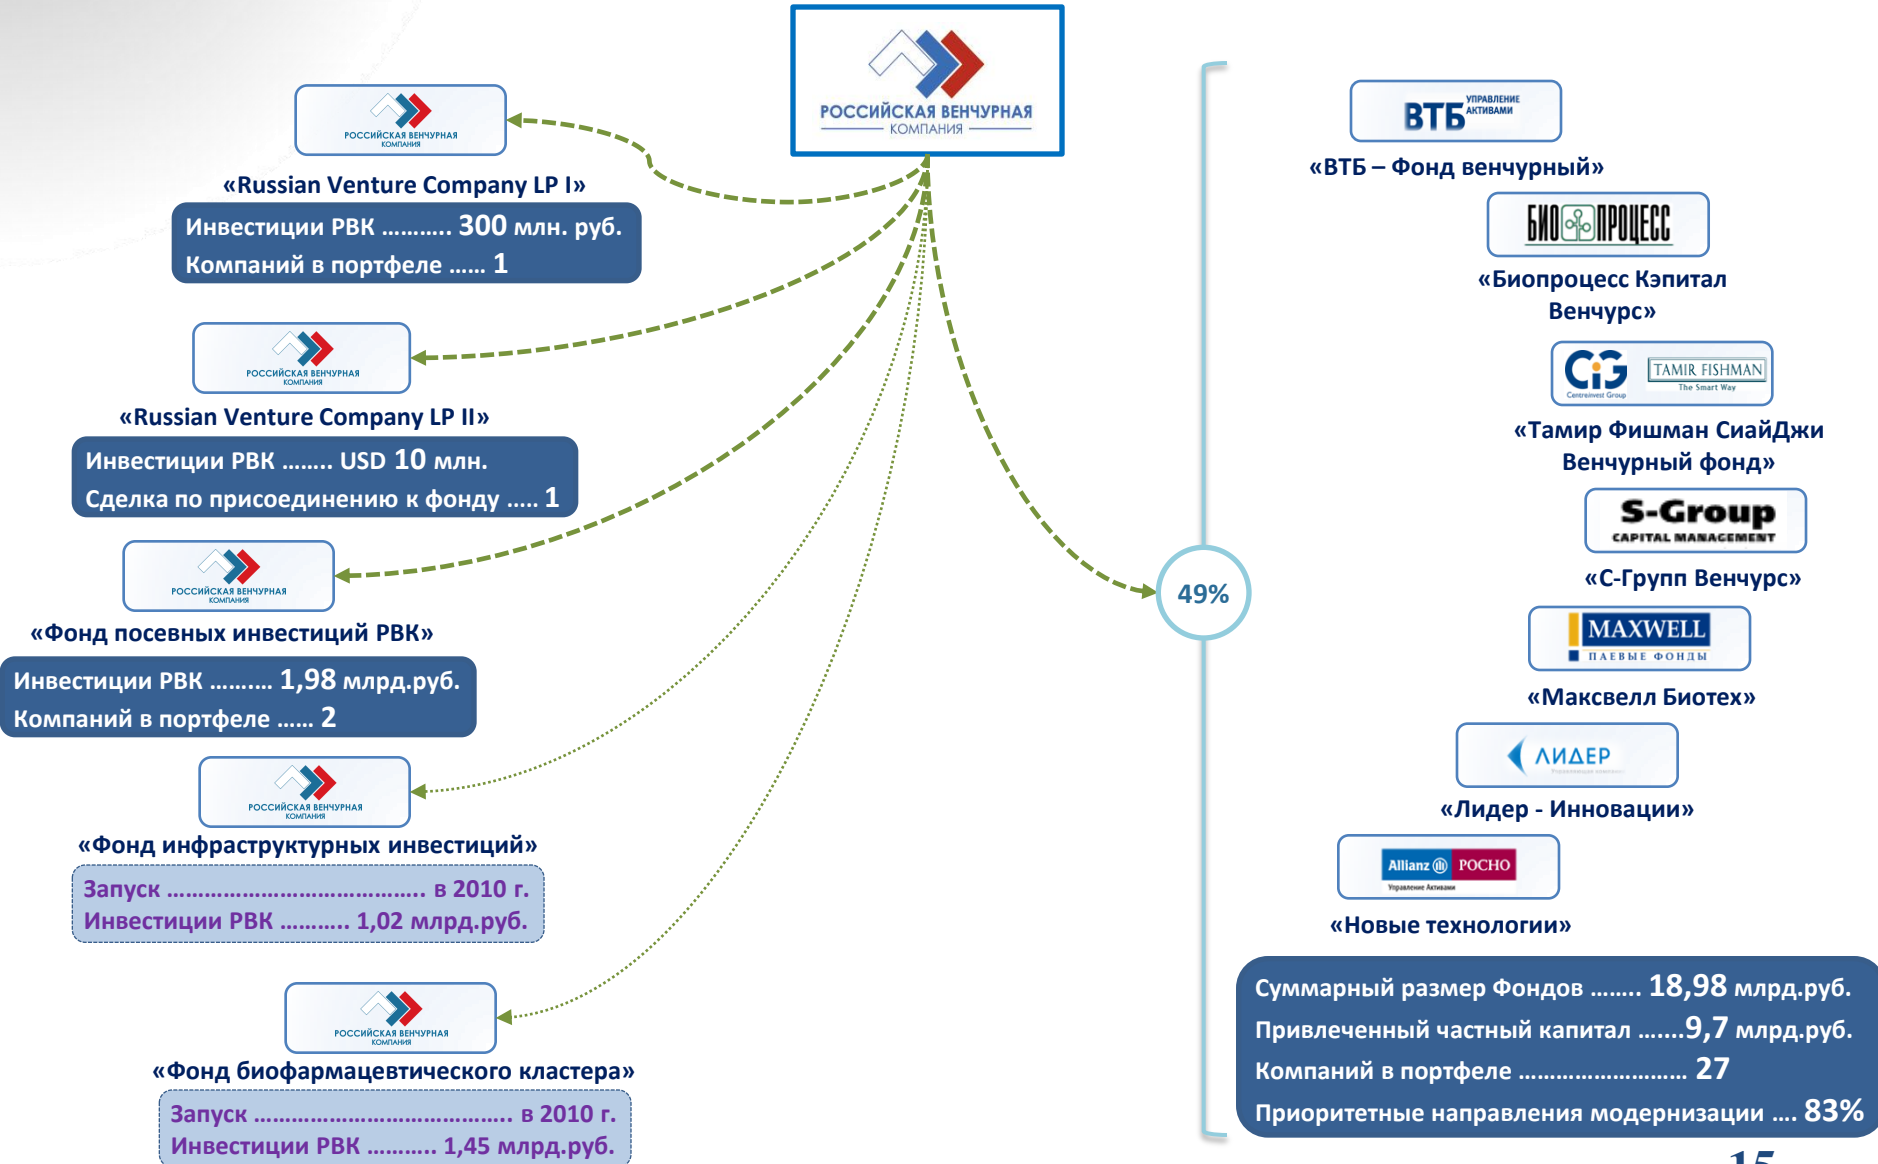 РОССИЙСКАЯ ВЕНЧУРНАЯ
КОМПАНИЯ
РОССИЙСКАЯ ВЕНЧУРНАЯ
КОМПАНИЯ
«Russian Venture Company LP I»
Инвестиции РВК ……….. 300 млн. руб.
Компаний в портфеле …… 1
РОССИЙСКАЯ ВЕНЧУРНАЯ
КОМПАНИЯ
«Russian Venture Company LP II»
Инвестиции РВК …….. USD 10 млн.
Сделка по присоединению к фонду ….. 1
РОССИЙСКАЯ ВЕНЧУРНАЯ
КОМПАНИЯ
«Фонд посевных инвестиций РВК»
Инвестиции РВК ….…… 1,98 млрд.руб.
Компаний в портфеле …… 2
РОССИЙСКАЯ ВЕНЧУРНАЯ
КОМПАНИЯ
«Фонд инфраструктурных инвестиций»
Запуск ………………………………….. в 2010 г.
Инвестиции РВК ……….. 1,02 млрд.руб.
РОССИЙСКАЯ ВЕНЧУРНАЯ
КОМПАНИЯ
«Фонд биофармацевтического кластера»
Запуск ………………………………….. в 2010 г.
Инвестиции РВК ……….. 1,45 млрд.руб.
49%
ВТБ УПРАВЛЕНИЕ
АКТИВАМИ
«ВТБ – Фонд венчурный»
БИОПРОЦЕСС
«Биопроцесс Кэпитал
Венчурс»
CiG
Centreinvest Group
TAMIR FISHMAN
The Smart Way
«Тамир Фишман СиайДжи
Венчурный фонд»
S-Group
CAPITAL MANAGEMENT
«С-Групп Венчурс»
MAXWELL
ПАЕВЫЕ ФОНДЫ
«Максвелл Биотех»
ЛИДЕР
«Лидер - Инновации»
Allianz РОСНО
Управление Активами
«Новые технологии»
Суммарный размер Фондов …….. 18,98 млрд.руб.
Привлеченный частный капитал …….9,7 млрд.руб.
Компаний в портфеле ……………………… 27
Приоритетные направления модернизации …. 83%
15